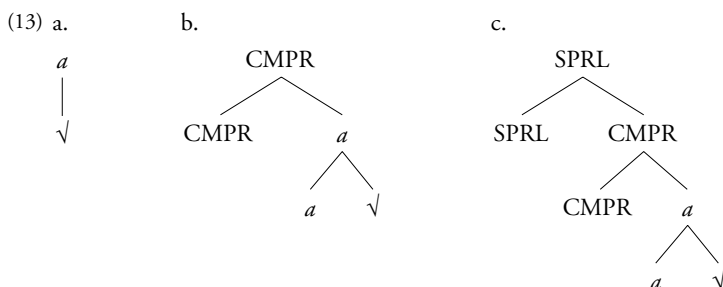 (13) a. b. c.
a CMPR SPRL
√ CMPR a SPRL CMPR
a √ CMPR a
a √